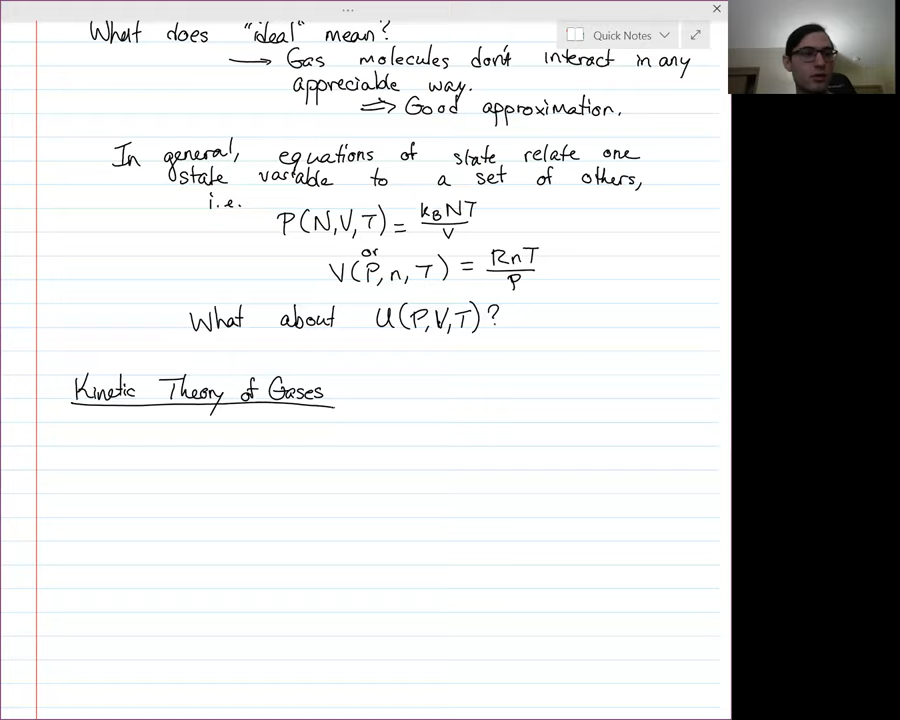 What does "ideal" mean?
Quick Notes
→ Gas molecules don't interact in any
appreciable way.
⇒ Good approximation.
In general, equations of state relate one
state variable to a set of others,
i.e.
P(N,V,T) = k_B NT / V
or
V(P,n,T) = RnT / P
What about U(P,V,T)?
Kinetic Theory of Gases